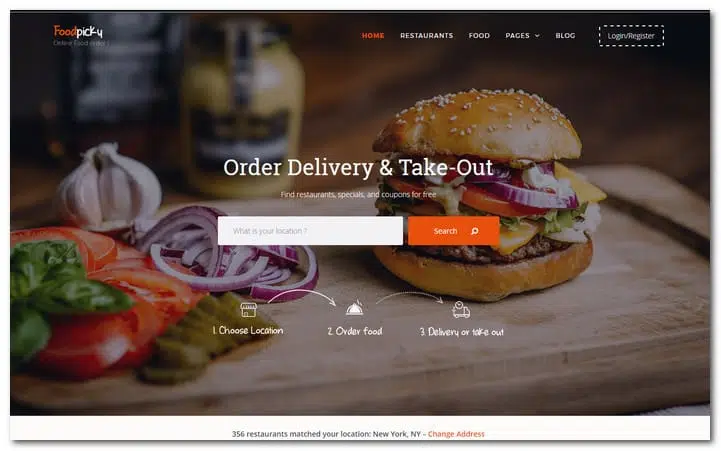 Foodpicky
Online Food order !
HOME RESTAURANTS FOOD PAGES BLOG Login/Register
Order Delivery & Take-Out
Find restaurants, specials, and coupons for free
What is your location ? Search
1. Choose Location 2. Order food 3. Delivery or take out
356 restaurants matched your location: New York, NY - Change Address